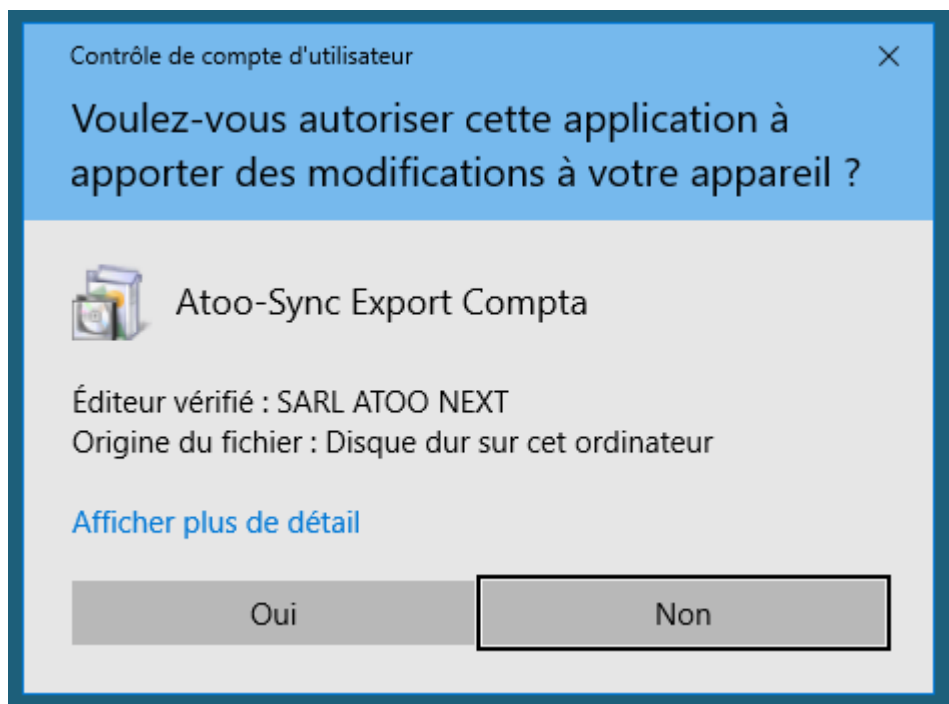 Contrôle de compte d'utilisateur
Voulez-vous autoriser cette application à
apporter des modifications à votre appareil ?
Atoo-Sync Export Compta
Éditeur vérifié : SARL ATOO NEXT
Origine du fichier : Disque dur sur cet ordinateur
Afficher plus de détail
Oui
Non